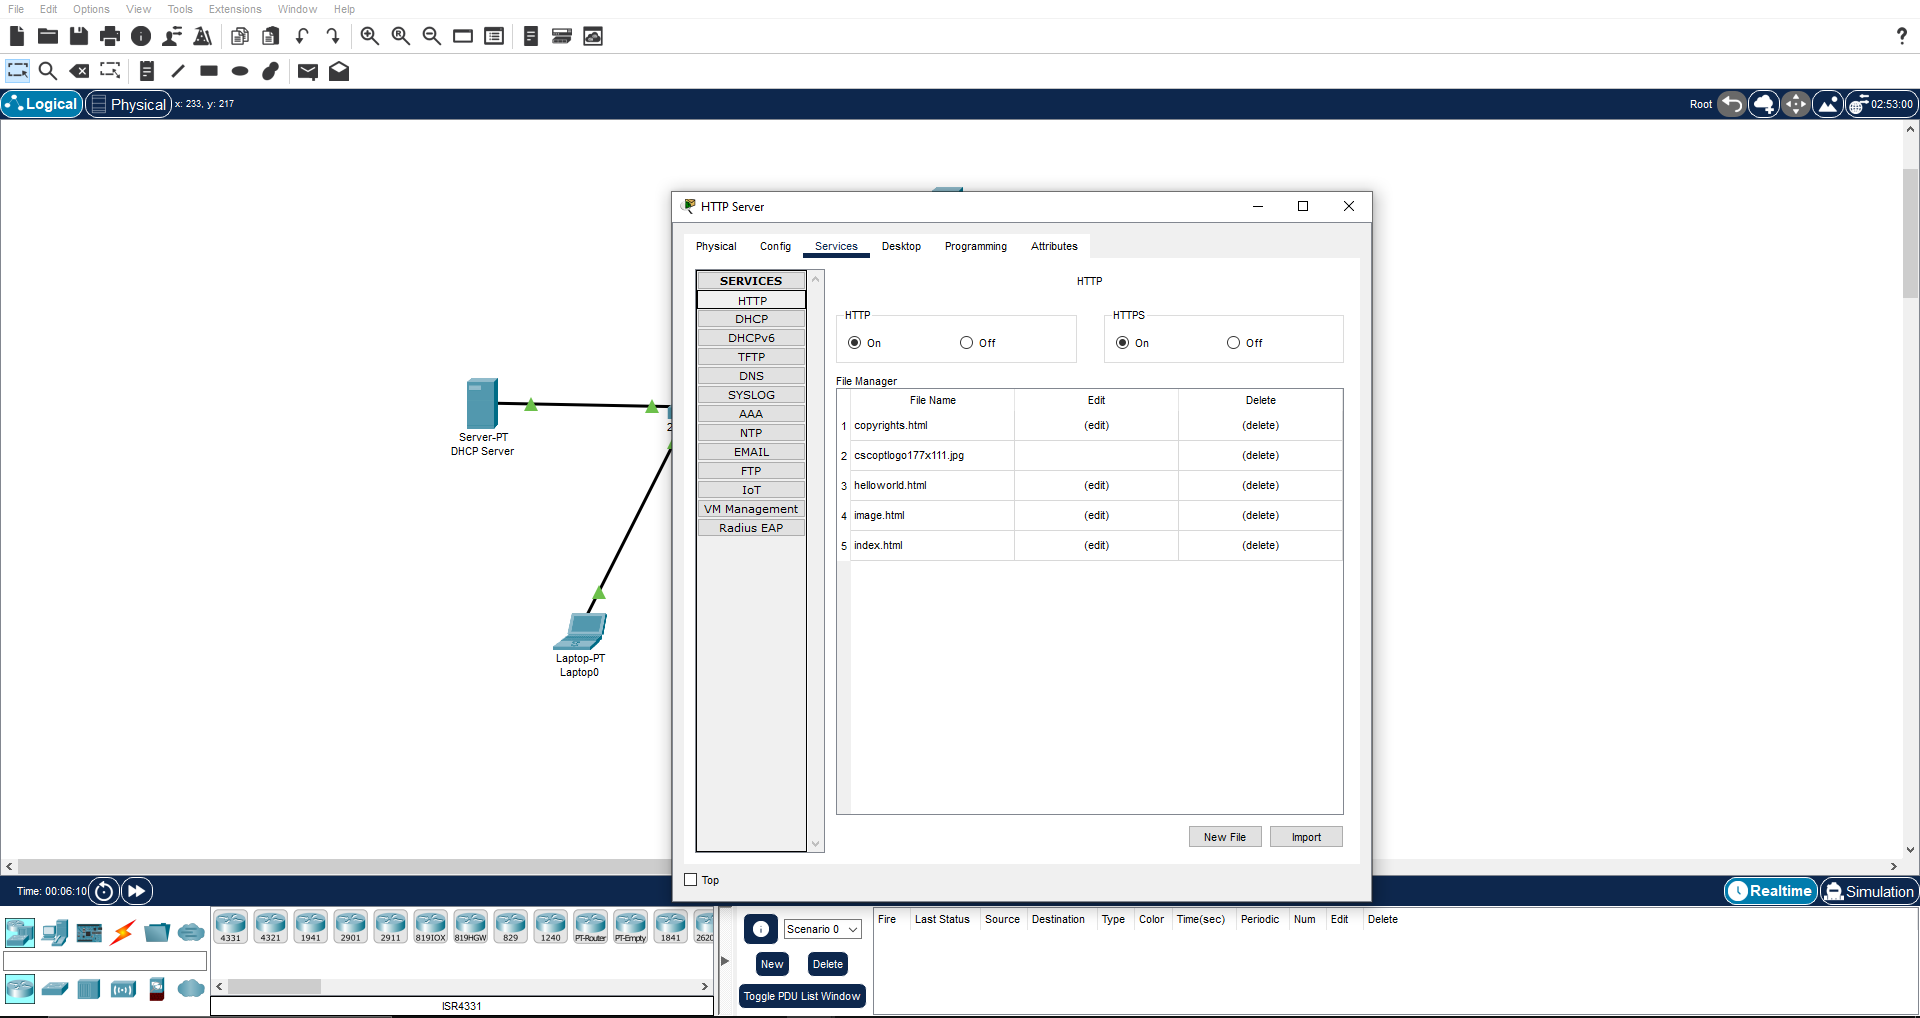 File Edit Options View Tools Extensions Window Help
Logical Physical x: 233, y: 217 Root 02:53:00
HTTP Server
Physical Config Services Desktop Programming Attributes
SERVICES
HTTP
DHCP
DHCPv6
TFTP
DNS
SYSLOG
AAA
NTP
EMAIL
FTP
IoT
VM Management
Radius EAP
HTTP
HTTP
On Off
HTTPS
On Off
File Manager
File Name Edit Delete
1 copyrights.html (edit) (delete)
2 cscoptlogo177x111.jpg (delete)
3 helloworld.html (edit) (delete)
4 image.html (edit) (delete)
5 index.html (edit) (delete)
New File Import
Top
Server-PT
DHCP Server
2
Laptop-PT
Laptop0
Time: 00:06:10 Realtime Simulation
4331 4321 1941 2901 2911 819IOX 819HGW 829 1240 PT-Router PT-Empty 1841 2620
ISR4331
Scenario 0
New Delete
Toggle PDU List Window
Fire Last Status Source Destination Type Color Time(sec) Periodic Num Edit Delete